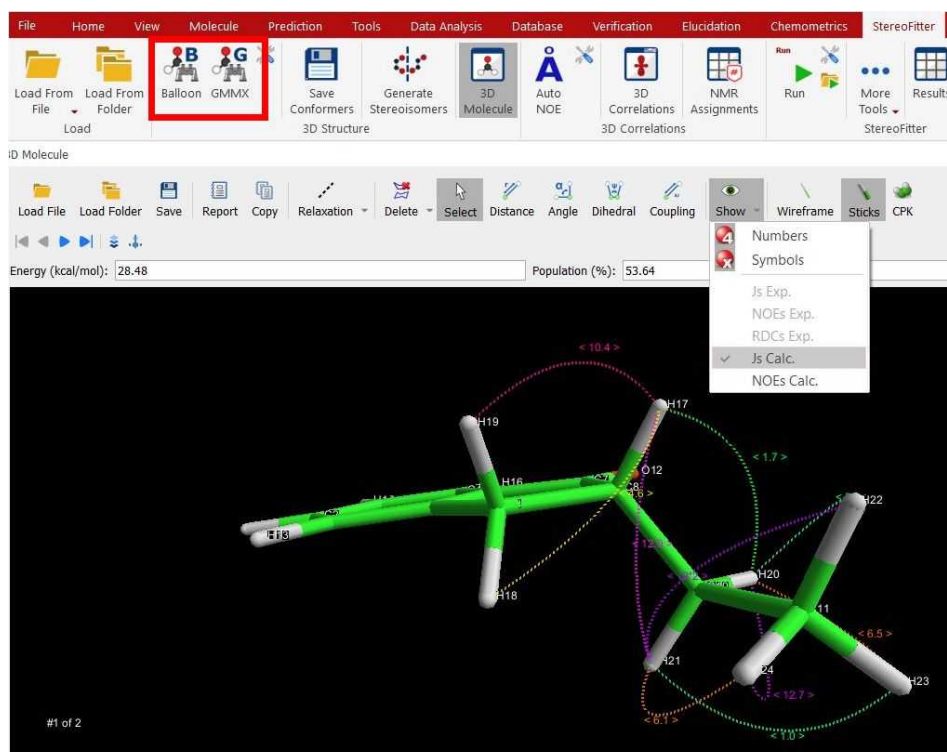 File Home View Molecule Prediction Tools Data Analysis Database Verification Elucidation Chemometrics StereoFitter
B G Run
Load From File Load From Folder Balloon GMMX Save Conformers Generate Stereoisomers 3D Molecule Auto NOE 3D Correlations NMR Assignments Run More Tools Results
Load 3D Structure 3D Correlations StereoFitter
3D Molecule
Load File Load Folder Save Report Copy Relaxation Delete Select Distance Angle Dihedral Coupling Show Wireframe Sticks CPK
Numbers
Symbols
Energy (kcal/mol): 28.48 Population (%): 53.64
Js Exp.
NOEs Exp.
RDCs Exp.
Js Calc.
NOEs Calc.
< 10.4 >
H17
H19
< 1.7 >
O12
H16
C8
H22
H13
H20
H18
11
< 6.5 >
H21
24
H23
< 12.7 >
< 6.1 >
< 1.0 >
#1 of 2